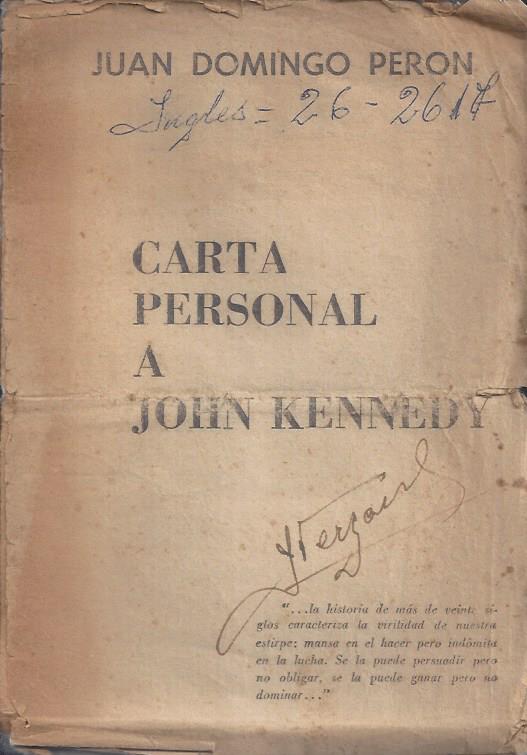 JUAN DOMINGO PERON
Ingles = 26 - 2617
CARTA
PERSONAL
A
JOHN KENNEDY
“...la historia de más de veinte si-
glos caracteriza la virilidad de nuestra
estirpe: mansa en el hacer pero indómita
en la lucha. Se la puede persuadir pero
no obligar, se la puede ganar pero no
dominar...”